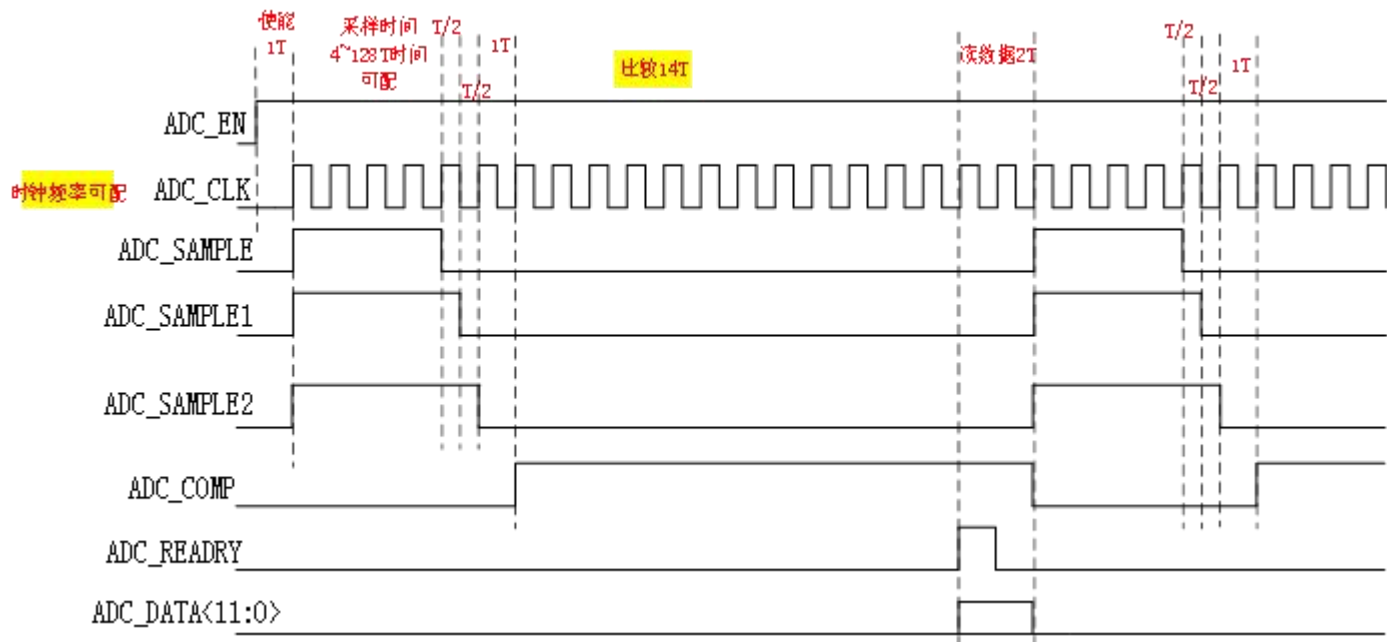 使能
1T
采样时间
4~128T时间
可配
T/2
T/2
1T
比较14T
读数据2T
T/2
T/2
1T
ADC_EN
时钟频率可配
ADC_CLK
ADC_SAMPLE
ADC_SAMPLE1
ADC_SAMPLE2
ADC_COMP
ADC_READRY
ADC_DATA<11:0>